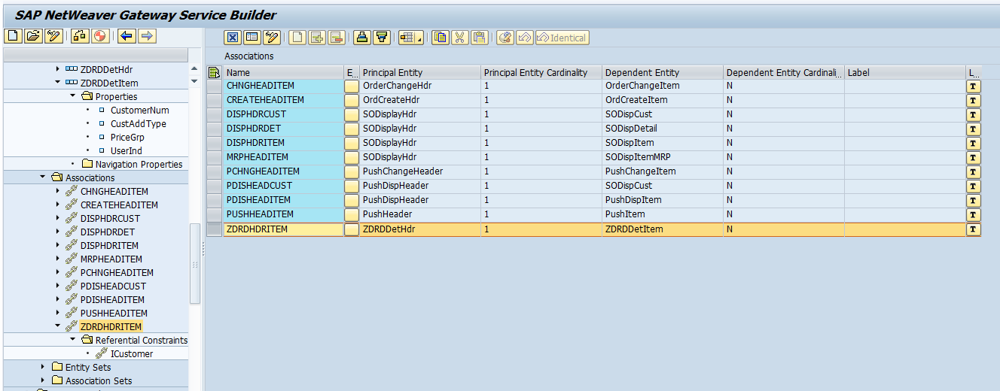 SAP NetWeaver Gateway Service Builder
Identical
ZDRDDetHdr
ZDRDDetItem
Properties
CustomerNum
CustAddType
PriceGrp
UserInd
Navigation Properties
Associations
CHNGHEADITEM
CREATEHEADITEM
DISPHDRCUST
DISPHDRDET
DISPHDRITEM
MRPHEADITEM
PCHNGHEADITEM
PDISHEADCUST
PDISHEADITEM
PUSHHEADITEM
ZDRDHDRITEM
Referential Constraints
ICustomer
Entity Sets
Association Sets
Associations
Name E... Principal Entity Principal Entity Cardinality Dependent Entity Dependent Entity Cardinali... Label L...
CHNGHEADITEM OrderChangeHdr 1 OrderChangeItem N T
CREATEHEADITEM OrdCreateHdr 1 OrdCreateItem N T
DISPHDRCUST SODisplayHdr 1 SODispCust N T
DISPHDRDET SODisplayHdr 1 SODispDetail N T
DISPHDRITEM SODisplayHdr 1 SODispItem N T
MRPHEADITEM SODisplayHdr 1 SODispItemMRP N T
PCHNGHEADITEM PushChangeHeader 1 PushChangeItem N T
PDISHEADCUST PushDispHeader 1 SODispCust N T
PDISHEADITEM PushDispHeader 1 PushDispItem N T
PUSHHEADITEM PushHeader 1 PushItem N T
ZDRDHDRITEM ZDRDDetHdr 1 ZDRDDetItem N T